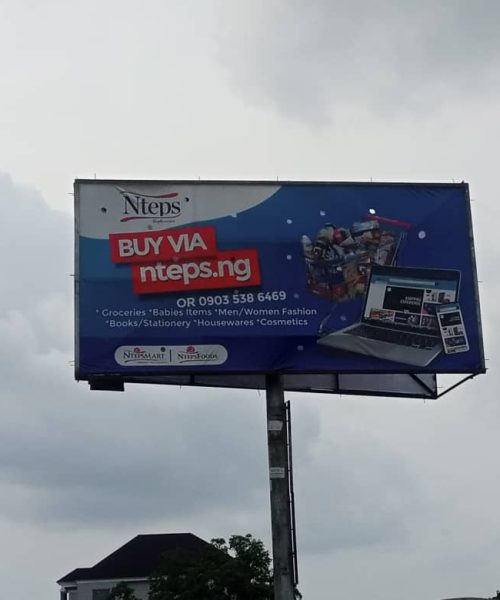 Nteps
BUY VIA
nteps.ng
OR 0903 538 6469
* Groceries *Babies Items *Men/Women Fashion
*Books/Stationery *Housewares *Cosmetics
NTEPSMART | NTEPSFOODS